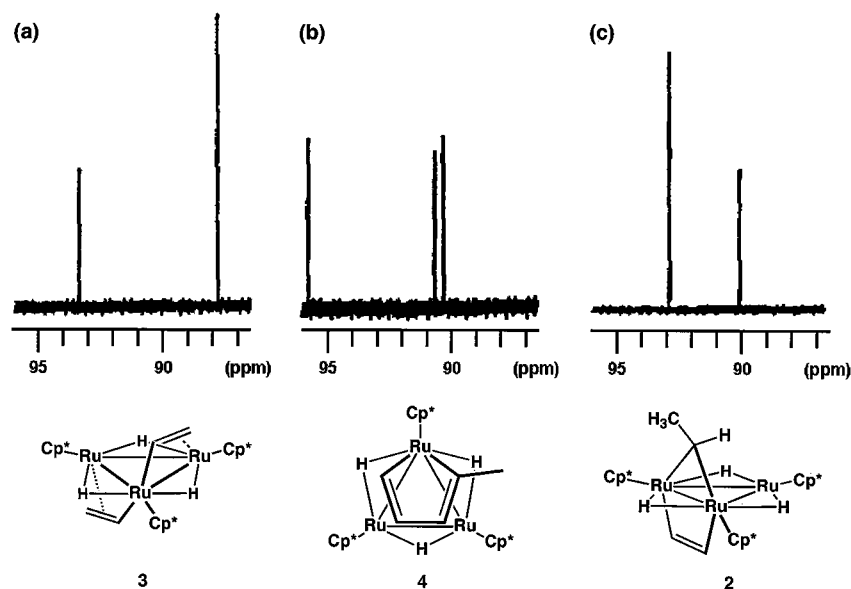 (a)
(b)
(c)
95 90 (ppm)
95 90 (ppm)
95 90 (ppm)
Cp* Ru H Ru Cp*
H Ru H
Cp*
3
Cp*
Ru
H H
Ru Ru
Cp* H Cp*
4
H3C
H
Cp* Ru H Ru Cp*
H Ru H
Cp*
2